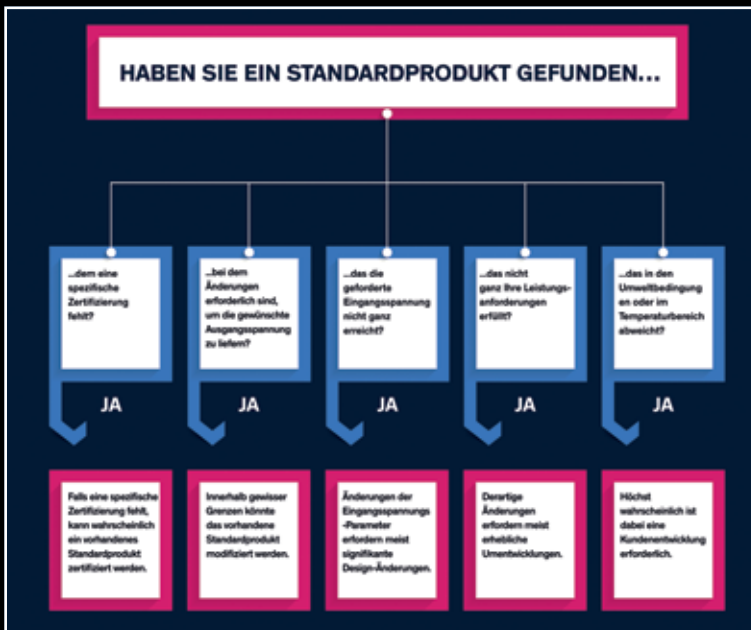 HABEN SIE EIN STANDARDPRODUKT GEFUNDEN...
...dem eine
spezifische
Zertifizierung
fehlt?
...bei dem
Änderungen
erforderlich sind,
um die gewünschte
Ausgangsspannung
zu liefern?
...das die
geforderte
Eingangsspannung
nicht ganz
erreicht?
...das nicht
ganz Ihre Leistungs-
anforderungen
erfüllt?
...das in den
Umweltbedingung
en oder im
Temperaturbereich
abweicht?
JA
JA
JA
JA
JA
Falls eine spezifische
Zertifizierung fehlt,
kann wahrscheinlich
ein vorhandenes
Standardprodukt
zertifiziert werden.
Innerhalb gewisser
Grenzen könnte
das vorhandene
Standardprodukt
modifiziert werden.
Änderungen der
Eingangsspannungs
-Parameter
erfordern meist
signifikante
Design-Änderungen.
Derartige
Änderungen
erfordern meist
erhebliche
Umentwicklungen.
Höchst
wahrscheinlich ist
dabei eine
Kundenentwicklung
erforderlich.